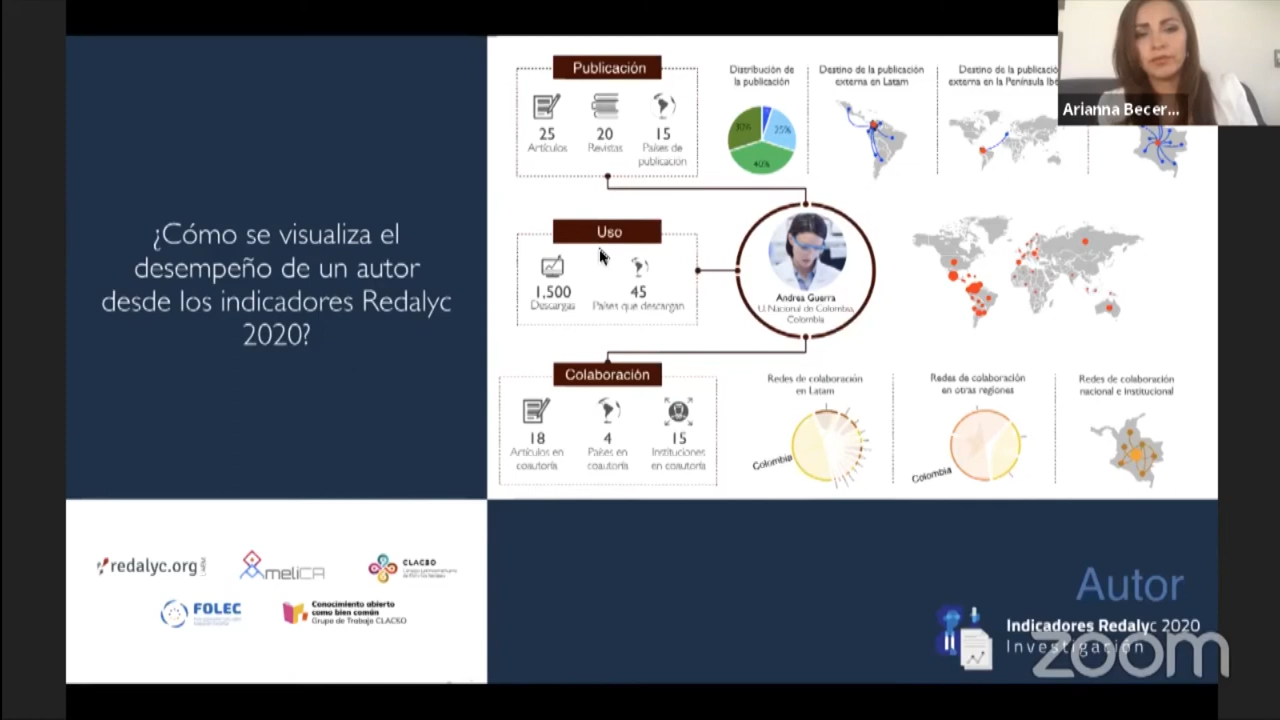 ¿Cómo se visualiza el
desempeño de un autor
desde los indicadores Redalyc
2020?
Publicación
25
Artículos
20
Revistas
15
Países de
publicación
Distribución de
la publicación
30%
25%
40%
Destino de la publicación
externa en Latam
Destino de la publicació
externa en la Península Ibe
Arianna Becer...
Uso
1,500
Descargas
45
Países que descargan
Andrea Guerra
U. Nacional de Colombia,
Colombia
Colaboración
18
Artículos en
coautoría
4
Países en
coautoría
15
Instituciones
en coautoría
Redes de colaboración
en Latam
Colombia
Redes de colaboración
en otras regiones
Colombia
Redes de colaboración
nacional e Institucional
redalyc.org
AmeliCA
CLACSO
FOLEC
Conocimiento abierto
como bien común
Grupo de Trabajo CLACSO
Autor
Indicadores Redalyc 2020
Investigación
zoom